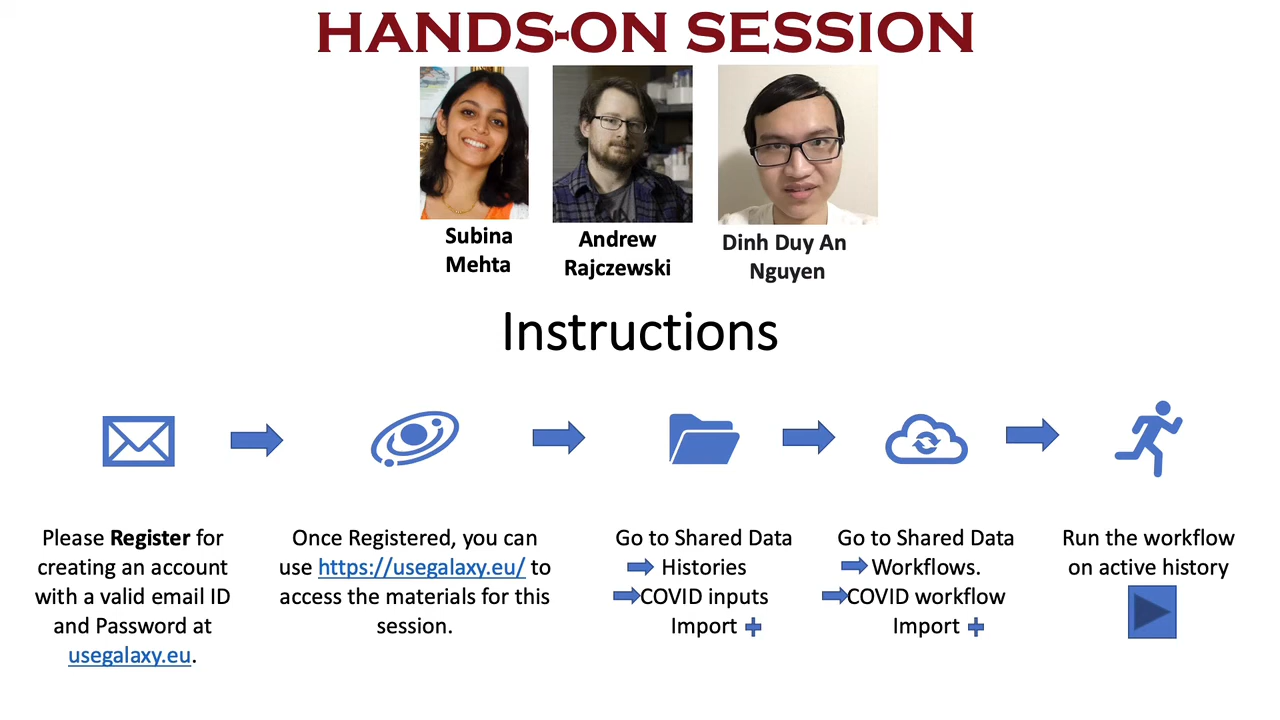 HANDS-ON SESSION
Subina
Mehta
Andrew
Rajczewski
Dinh Duy An
Nguyen
Instructions
Please Register for
creating an account
with a valid email ID
and Password at
usegalaxy.eu.
Once Registered, you can
use https://usegalaxy.eu/ to
access the materials for this
session.
Go to Shared Data
Histories
COVID inputs
Import
Go to Shared Data
Workflows.
COVID workflow
Import
Run the workflow
on active history